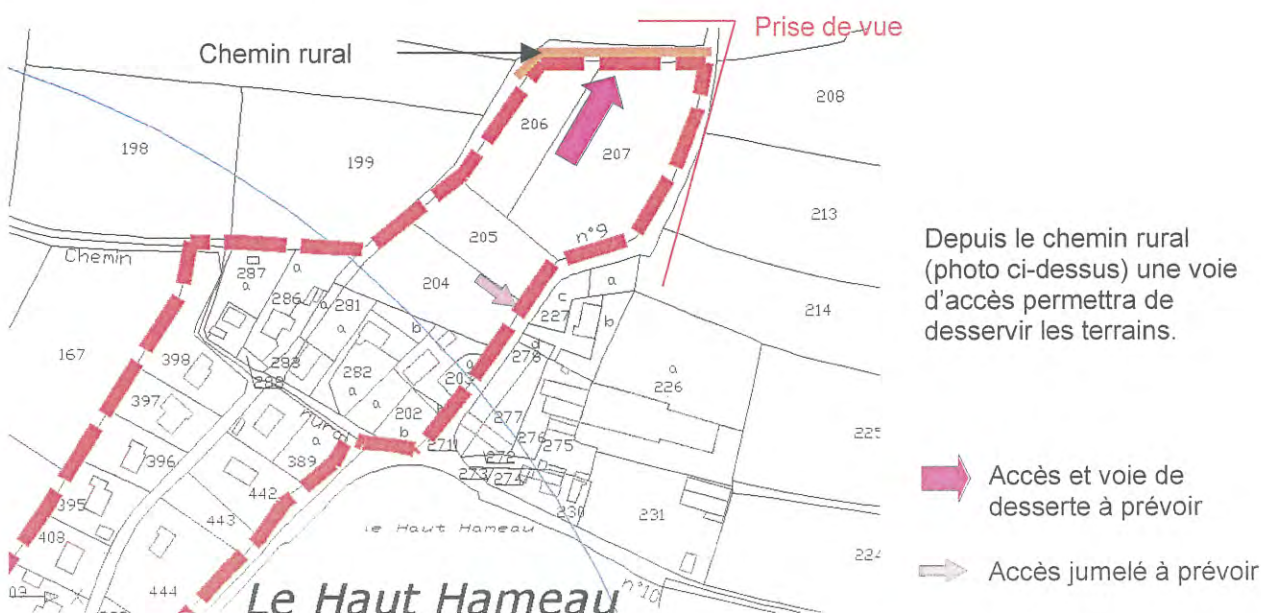 Prise de vue
Chemin rural
208
206
198
199
207
213
205
n°9
Chemin
287
a
a
286
204
c
a
281
a
227
b
214
a
b
167
283
288
398
282
a
203
278
a
226
397
a
a
202
277
225
rural
b
a
396
389
271
276
275
272
395
442
273
274
408
443
230
231
le Haut Hameau
224
444
n°10
Le Haut Hameau
Depuis le chemin rural
(photo ci-dessus) une voie
d'accès permettra de
desservir les terrains.
Accès et voie de
desserte à prévoir
Accès jumelé à prévoir